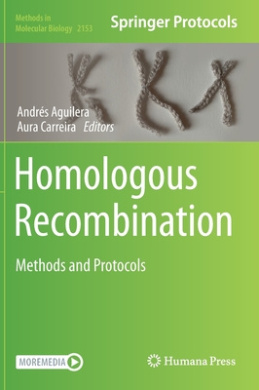 Methods in
Molecular Biology 2153
Springer Protocols
Andrés Aguilera
Aura Carreira Editors
Homologous
Recombination
Methods and Protocols
MOREMEDIA
Humana Press